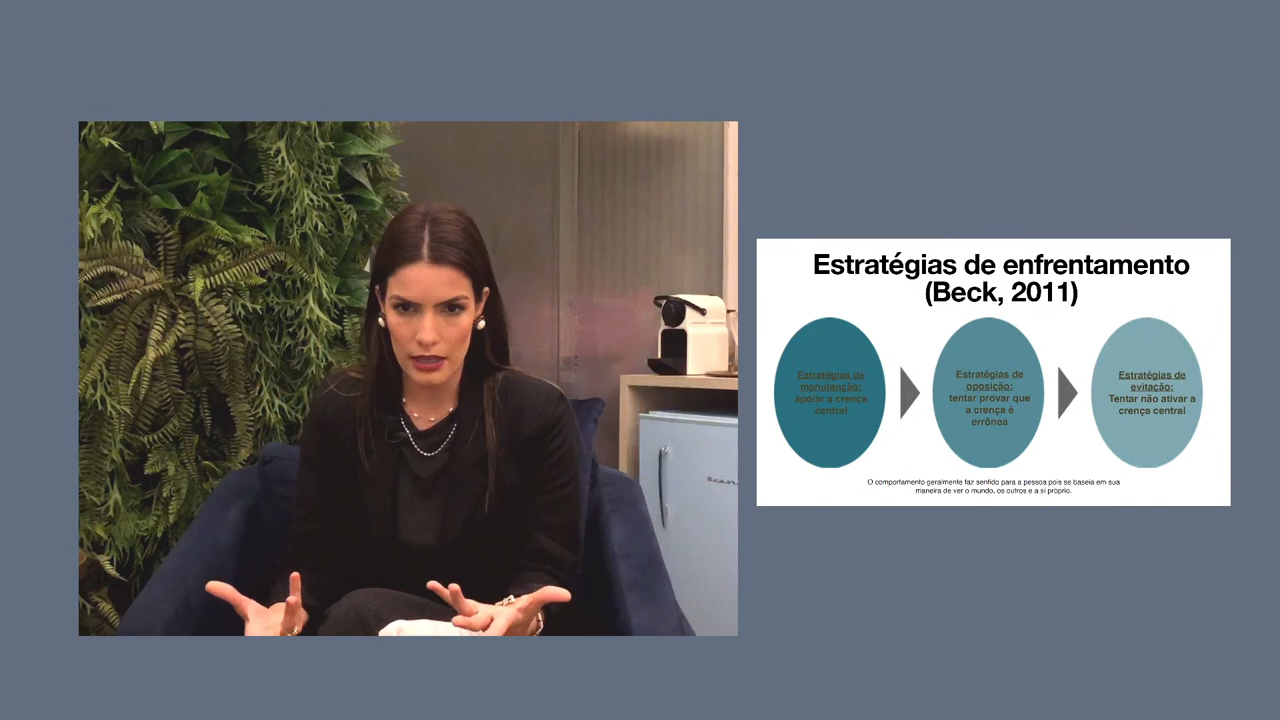 Estratégias de enfrentamento
(Beck, 2011)
Estratégias de
manutenção:
apoiar a crença
central
Estratégias de
oposição:
tentar provar que
a crença é
errônea
Estratégias de
evitação:
Tentar não ativar a
crença central
O comportamento geralmente faz sentido para a pessoa pois se baseia em sua
maneira de ver o mundo, os outros e a si próprio.